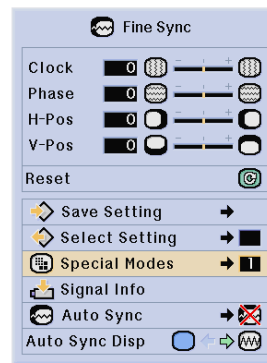 Fine Sync
Clock 0 - +
Phase 0 - +
H-Pos 0 - +
V-Pos 0 - +
Reset
Save Setting
Select Setting
Special Modes 1
Signal Info
Auto Sync
Auto Sync Disp